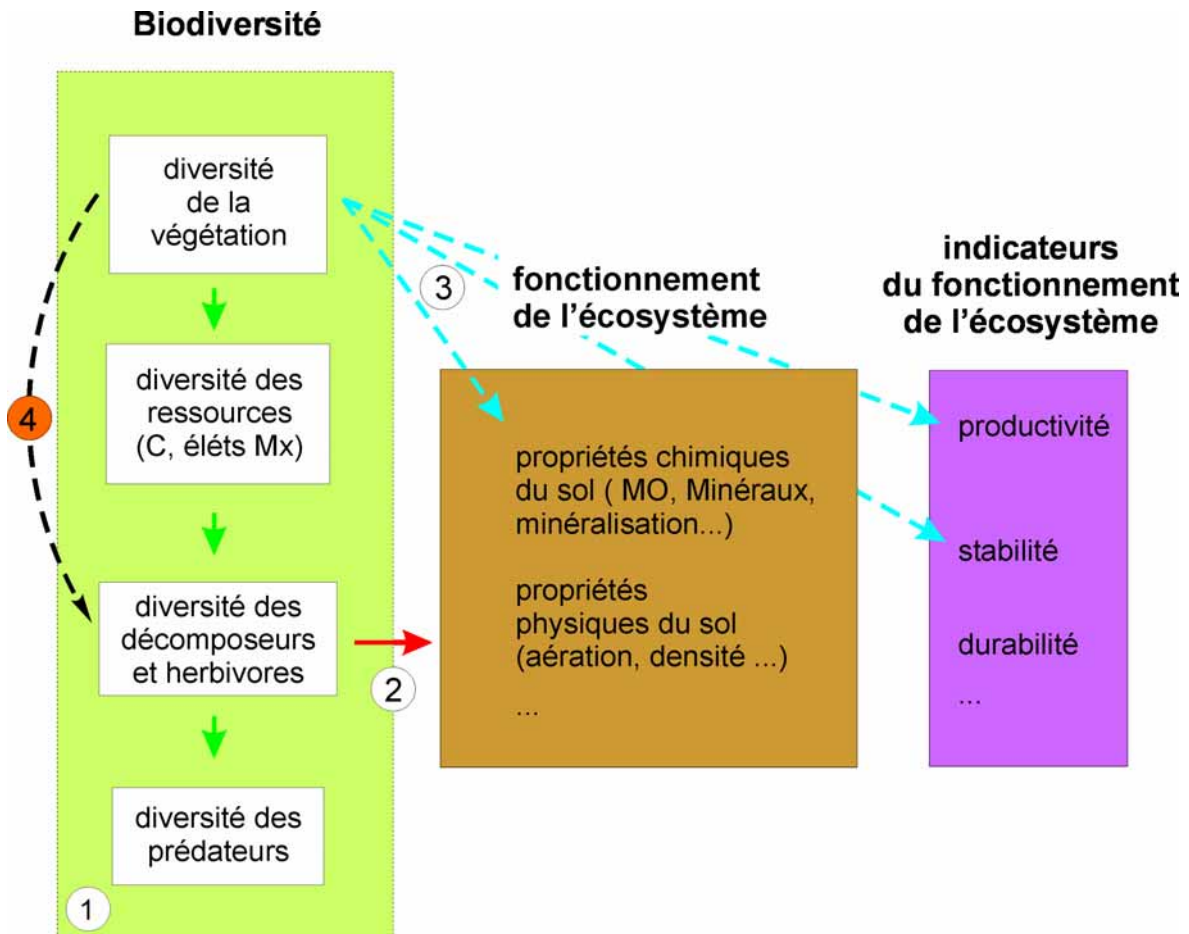 Biodiversité
diversité
de la
végétation
diversité des
ressources
(C, éléts Mx)
diversité des
décomposeurs
et herbivores
diversité des
prédateurs
1
2
3
4
fonctionnement
de l'écosystème
propriétés chimiques
du sol ( MO, Minéraux,
minéralisation...)
propriétés
physiques du sol
(aération, densité ...)
...
indicateurs
du fonctionnement
de l'écosystème
productivité
stabilité
durabilité
...